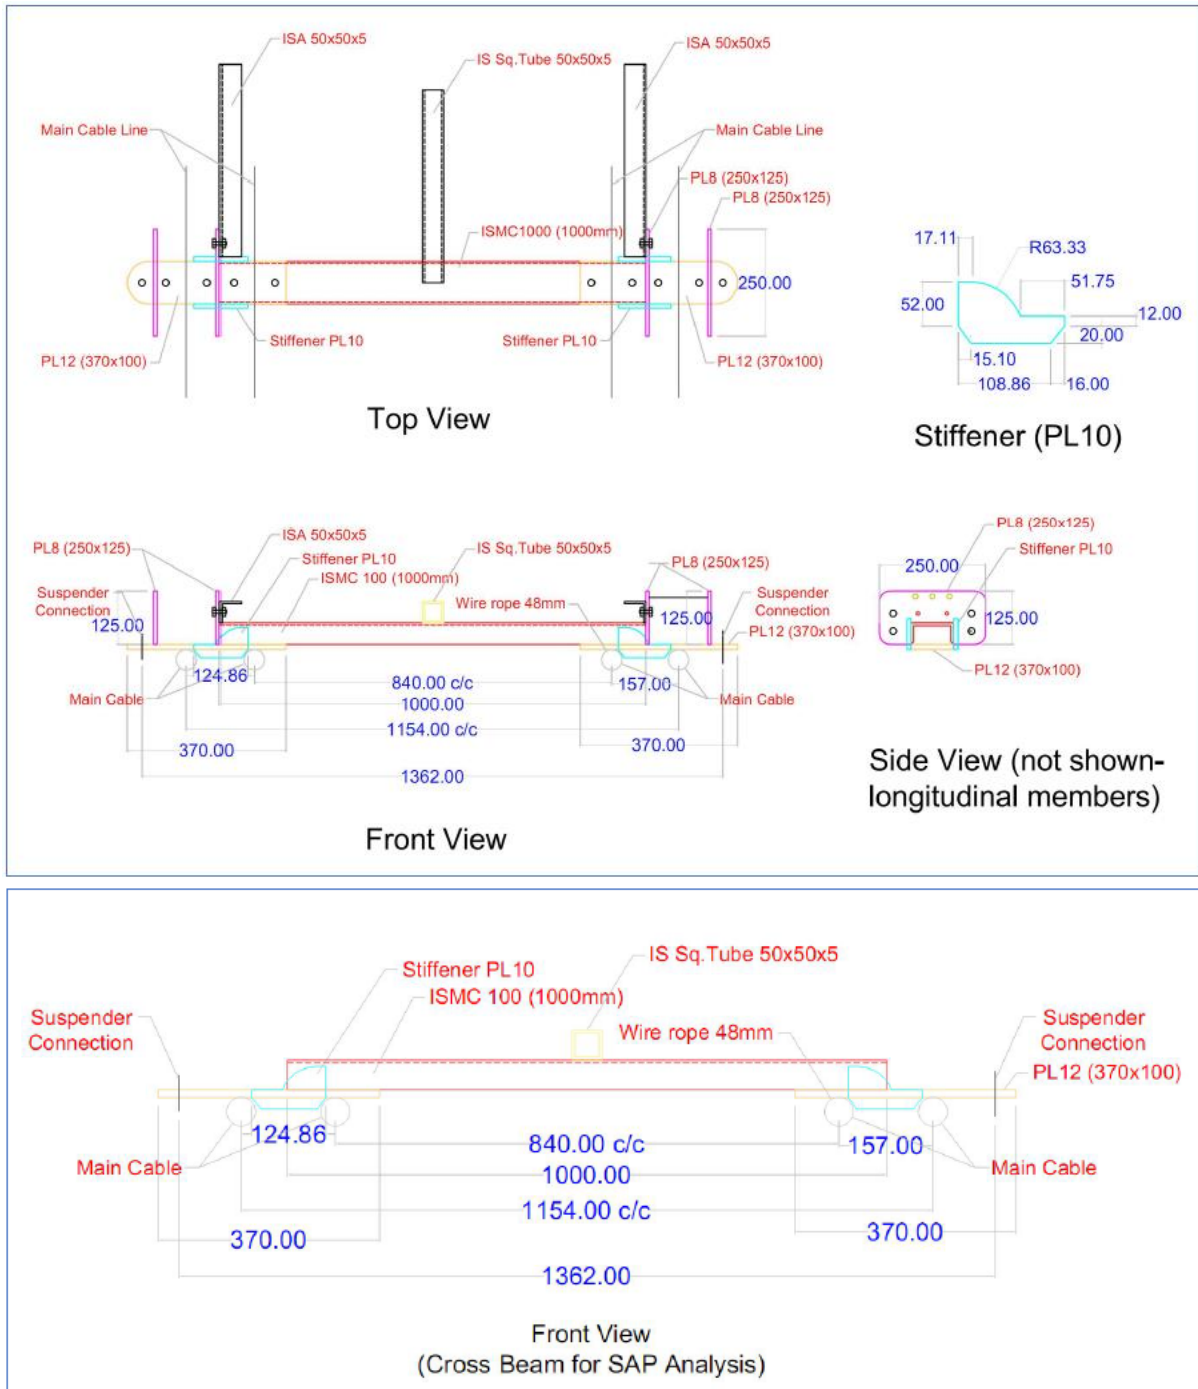 ISA 50x50x5
IS Sq.Tube 50x50x5
ISA 50x50x5
Main Cable Line
Main Cable Line
PL8 (250x125)
PL8 (250x125)
ISMC1000 (1000mm)
250.00
Stiffener PL10
Stiffener PL10
PL12 (370x100)
PL12 (370x100)
Top View
17.11
R63.33
51.75
52.00
12.00
20.00
15.10
108.86
16.00
Stiffener (PL10)
ISA 50x50x5
PL8 (250x125)
Stiffener PL10
IS Sq.Tube 50x50x5
ISMC 100 (1000mm)
PL8 (250x125)
Suspender
Connection
Wire rope 48mm
Suspender
Connection
125.00
125.00
PL12 (370x100)
124.86
840.00 c/c
157.00
Main Cable
Main Cable
1000.00
1154.00 c/c
370.00
370.00
1362.00
Front View
PL8 (250x125)
Stiffener PL10
250.00
125.00
PL12 (370x100)
Side View (not shown-
longitudinal members)
IS Sq.Tube 50x50x5
Stiffener PL10
ISMC 100 (1000mm)
Suspender
Connection
Wire rope 48mm
Suspender
Connection
PL12 (370x100)
124.86
840.00 c/c
157.00
Main Cable
Main Cable
1000.00
1154.00 c/c
370.00
370.00
1362.00
Front View
(Cross Beam for SAP Analysis)